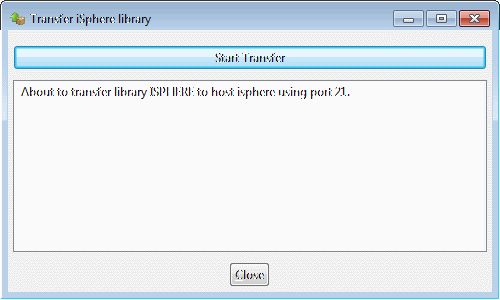 Transfer iSphere library
Start Transfer
About to transfer library ISPHERE to host isphere using port 21.
Close